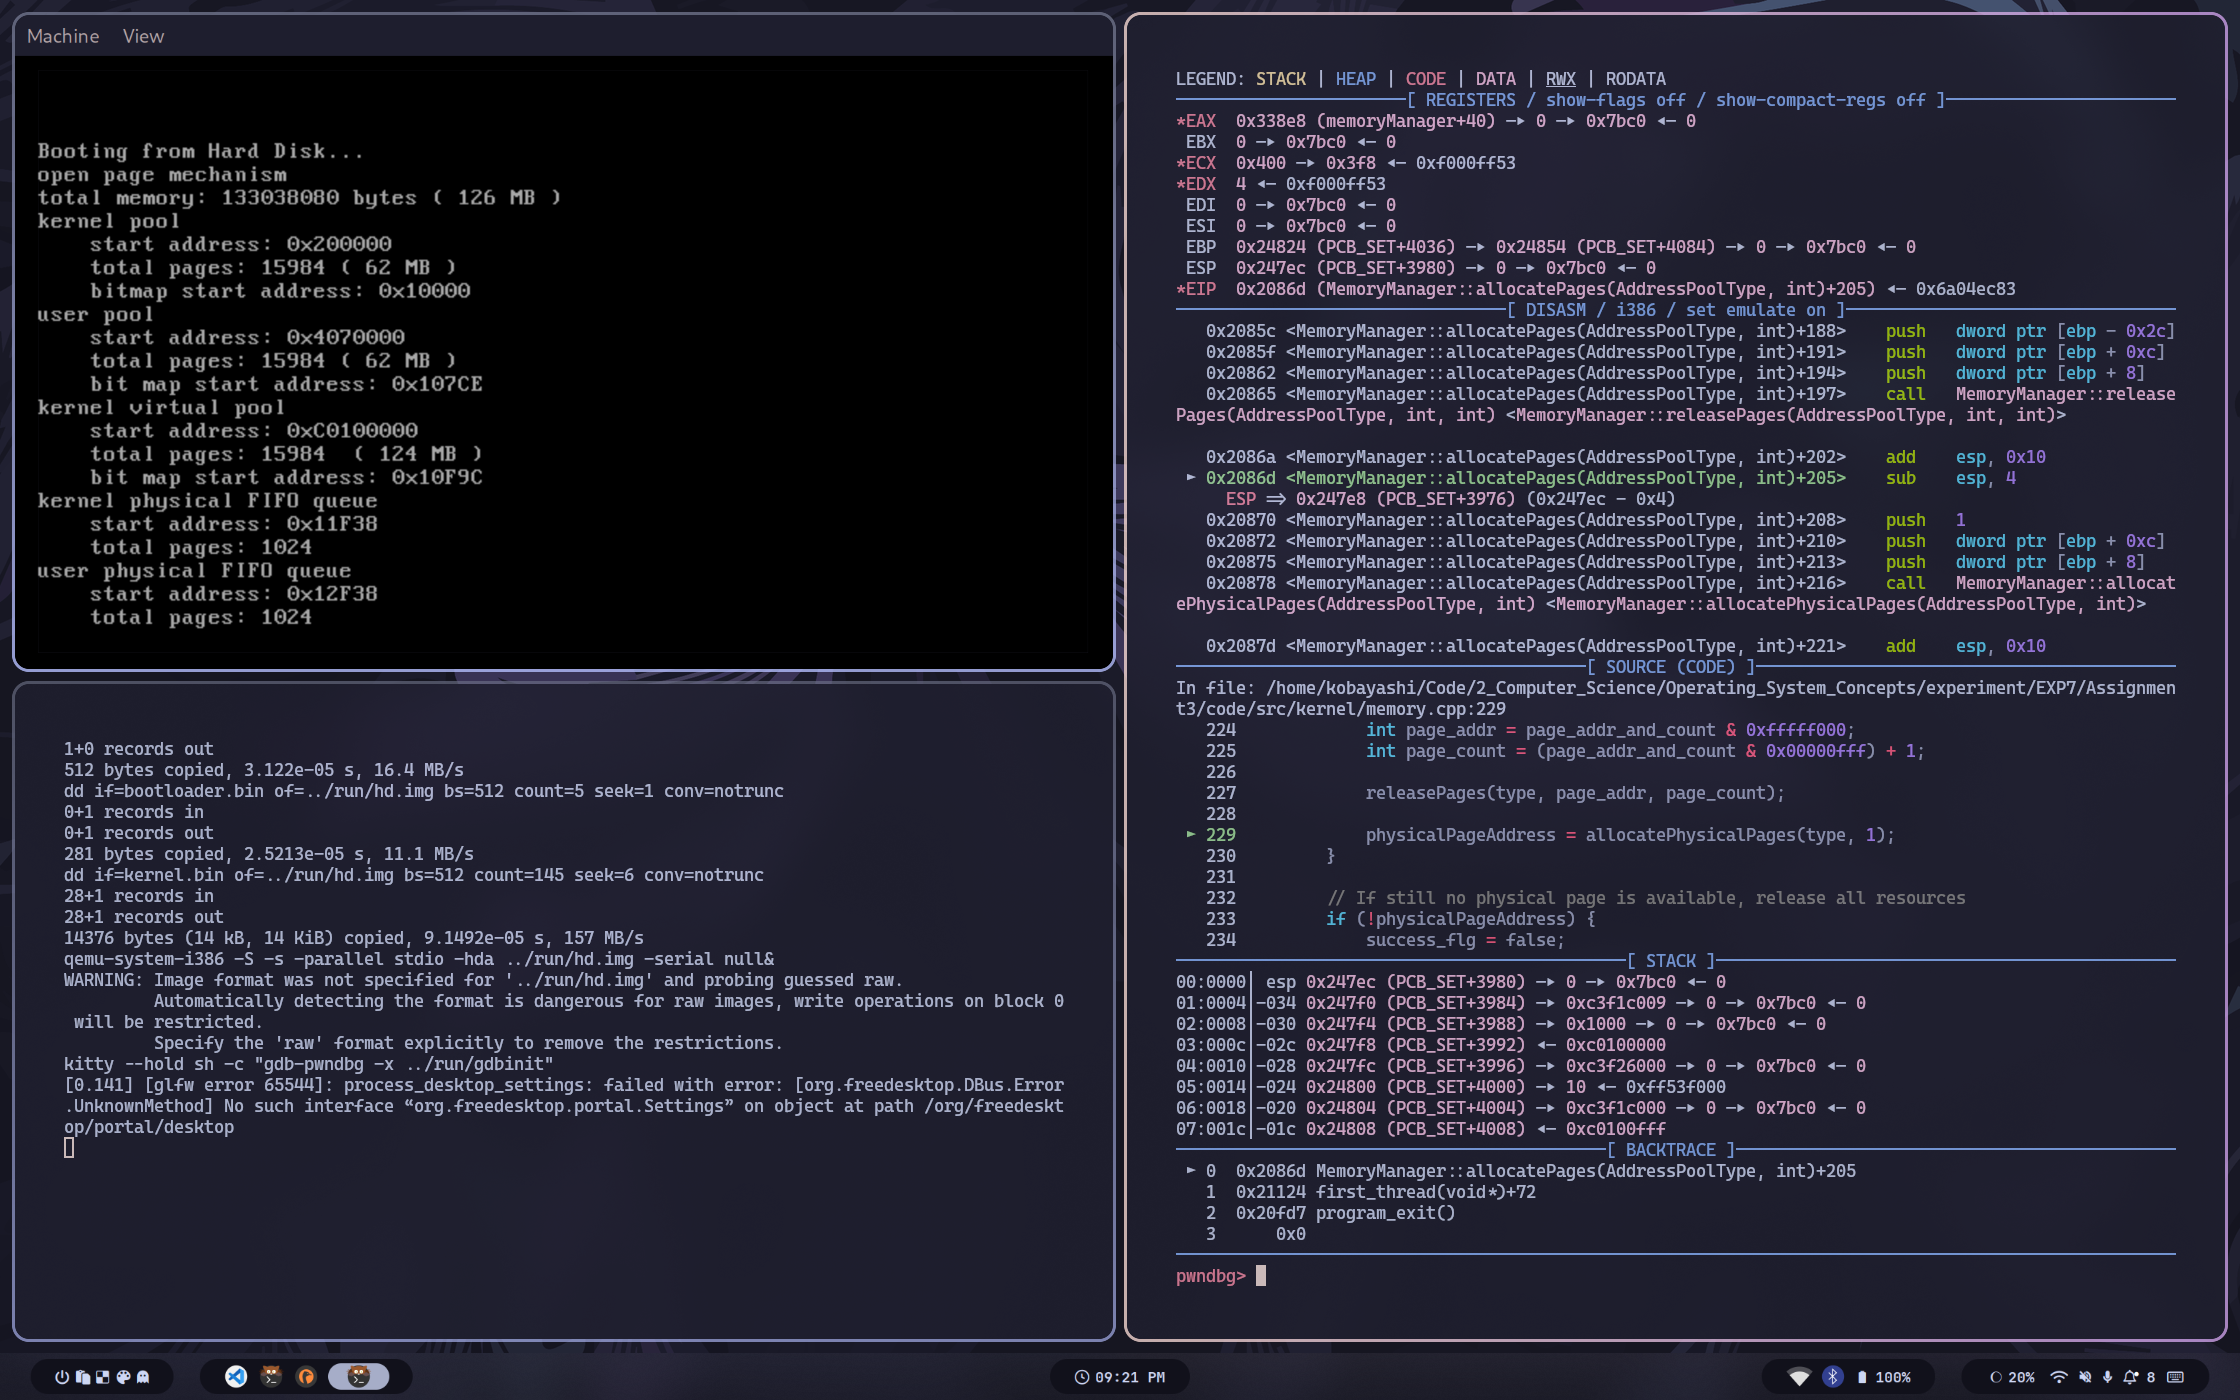 Machine View
Booting from Hard Disk...
open page mechanism
total memory: 133038080 bytes ( 126 MB )
kernel pool
start address: 0x200000
total pages: 15984 ( 62 MB )
bitmap start address: 0x10000
user pool
start address: 0x4070000
total pages: 15984 ( 62 MB )
bit map start address: 0x107CE
kernel virtual pool
start address: 0xC0100000
total pages: 15984  ( 124 MB )
bit map start address: 0x10F9C
kernel physical FIFO queue
start address: 0x11F38
total pages: 1024
user physical FIFO queue
start address: 0x12F38
total pages: 1024
1+0 records out
512 bytes copied, 3.122e-05 s, 16.4 MB/s
dd if=bootloader.bin of=../run/hd.img bs=512 count=5 seek=1 conv=notrunc
0+1 records in
0+1 records out
281 bytes copied, 2.5213e-05 s, 11.1 MB/s
dd if=kernel.bin of=../run/hd.img bs=512 count=145 seek=6 conv=notrunc
28+1 records in
28+1 records out
14376 bytes (14 kB, 14 KiB) copied, 9.1492e-05 s, 157 MB/s
qemu-system-i386 -S -s -parallel stdio -hda ../run/hd.img -serial null&
WARNING: Image format was not specified for '../run/hd.img' and probing guessed raw.
Automatically detecting the format is dangerous for raw images, write operations on block 0
will be restricted.
Specify the 'raw' format explicitly to remove the restrictions.
kitty --hold sh -c "gdb-pwndbg -x ../run/gdbinit"
[0.141] [glfw error 65544]: process_desktop_settings: failed with error: [org.freedesktop.DBus.Error
.UnknownMethod] No such interface “org.freedesktop.portal.Settings” on object at path /org/freedeskt
op/portal/desktop
LEGEND: STACK | HEAP | CODE | DATA | RWX | RODATA
[ REGISTERS / show-flags off / show-compact-regs off ]
*EAX  0x338e8 (memoryManager+40) —▸ 0 —▸ 0x7bc0 ◂— 0
EBX  0 —▸ 0x7bc0 ◂— 0
*ECX  0x400 —▸ 0x3f8 ◂— 0xf000ff53
*EDX  4 ◂— 0xf000ff53
EDI  0 —▸ 0x7bc0 ◂— 0
ESI  0 —▸ 0x7bc0 ◂— 0
EBP  0x24824 (PCB_SET+4036) —▸ 0x24854 (PCB_SET+4084) —▸ 0 —▸ 0x7bc0 ◂— 0
ESP  0x247ec (PCB_SET+3980) —▸ 0 —▸ 0x7bc0 ◂— 0
*EIP  0x2086d (MemoryManager::allocatePages(AddressPoolType, int)+205) ◂— 0x6a04ec83
[ DISASM / i386 / set emulate on ]
0x2085c <MemoryManager::allocatePages(AddressPoolType, int)+188>    push   dword ptr [ebp - 0x2c]
0x2085f <MemoryManager::allocatePages(AddressPoolType, int)+191>    push   dword ptr [ebp + 0xc]
0x20862 <MemoryManager::allocatePages(AddressPoolType, int)+194>    push   dword ptr [ebp + 8]
0x20865 <MemoryManager::allocatePages(AddressPoolType, int)+197>    call   MemoryManager::release
Pages(AddressPoolType, int, int) <MemoryManager::releasePages(AddressPoolType, int, int)>
0x2086a <MemoryManager::allocatePages(AddressPoolType, int)+202>    add    esp, 0x10
► 0x2086d <MemoryManager::allocatePages(AddressPoolType, int)+205>    sub    esp, 4
ESP => 0x247e8 (PCB_SET+3976) (0x247ec - 0x4)
0x20870 <MemoryManager::allocatePages(AddressPoolType, int)+208>    push   1
0x20872 <MemoryManager::allocatePages(AddressPoolType, int)+210>    push   dword ptr [ebp + 0xc]
0x20875 <MemoryManager::allocatePages(AddressPoolType, int)+213>    push   dword ptr [ebp + 8]
0x20878 <MemoryManager::allocatePages(AddressPoolType, int)+216>    call   MemoryManager::allocat
ePhysicalPages(AddressPoolType, int) <MemoryManager::allocatePhysicalPages(AddressPoolType, int)>
0x2087d <MemoryManager::allocatePages(AddressPoolType, int)+221>    add    esp, 0x10
[ SOURCE (CODE) ]
In file: /home/kobayashi/Code/2_Computer_Science/Operating_System_Concepts/experiment/EXP7/Assignmen
t3/code/src/kernel/memory.cpp:229
224 int page_addr = page_addr_and_count & 0xfffff000;
225 int page_count = (page_addr_and_count & 0x00000fff) + 1;
226
227 releasePages(type, page_addr, page_count);
228
► 229 physicalPageAddress = allocatePhysicalPages(type, 1);
230 }
231
232 // If still no physical page is available, release all resources
233 if (!physicalPageAddress) {
234 success_flg = false;
[ STACK ]
00:0000│ esp 0x247ec (PCB_SET+3980) —▸ 0 —▸ 0x7bc0 ◂— 0
01:0004│-034 0x247f0 (PCB_SET+3984) —▸ 0xc3f1c009 —▸ 0 —▸ 0x7bc0 ◂— 0
02:0008│-030 0x247f4 (PCB_SET+3988) —▸ 0x1000 —▸ 0 —▸ 0x7bc0 ◂— 0
03:000c│-02c 0x247f8 (PCB_SET+3992) ◂— 0xc0100000
04:0010│-028 0x247fc (PCB_SET+3996) —▸ 0xc3f26000 —▸ 0 —▸ 0x7bc0 ◂— 0
05:0014│-024 0x24800 (PCB_SET+4000) —▸ 10 ◂— 0xff53f000
06:0018│-020 0x24804 (PCB_SET+4004) —▸ 0xc3f1c000 —▸ 0 —▸ 0x7bc0 ◂— 0
07:001c│-01c 0x24808 (PCB_SET+4008) ◂— 0xc0100fff
[ BACKTRACE ]
► 0  0x2086d MemoryManager::allocatePages(AddressPoolType, int)+205
1  0x21124 first_thread(void*)+72
2  0x20fd7 program_exit()
3      0x0
pwndbg>
09:21 PM
100%
20%
8